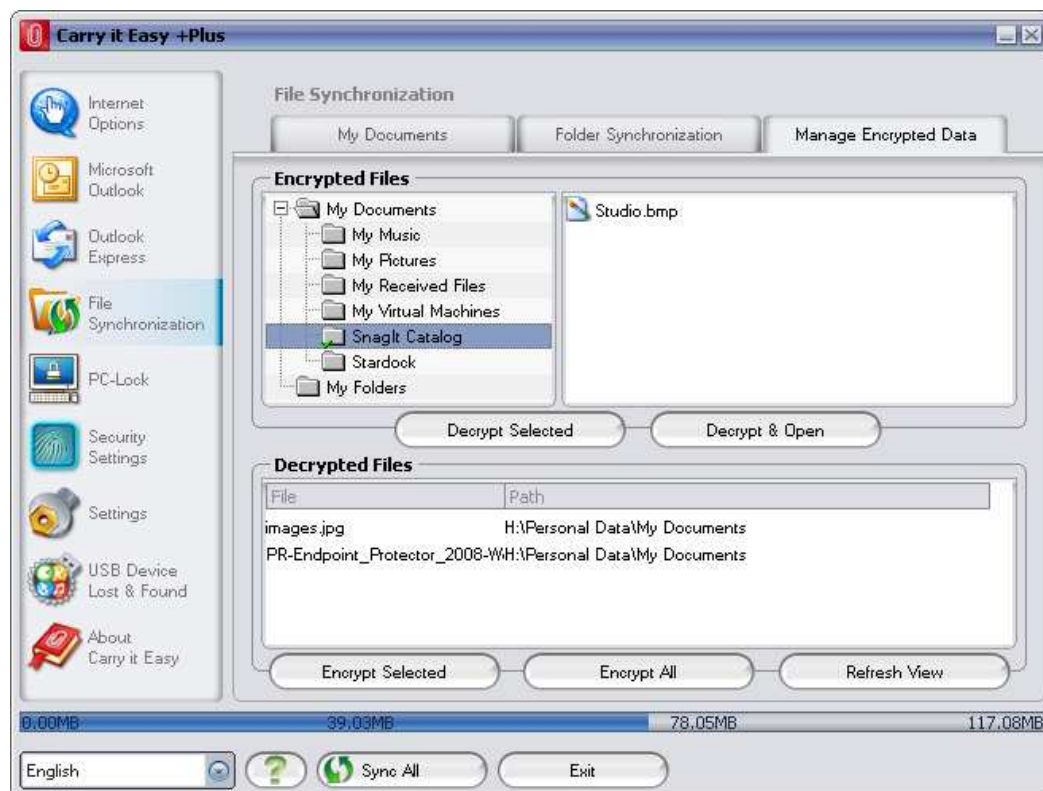 Carry it Easy +Plus
Internet
Options
Microsoft
Outlook
Outlook
Express
File
Synchronization
PC-Lock
Security
Settings
Settings
USB Device
Lost & Found
About
Carry it Easy
File Synchronization
My Documents
Folder Synchronization
Manage Encrypted Data
Encrypted Files
My Documents
My Music
My Pictures
My Received Files
My Virtual Machines
SnagIt Catalog
Stardock
My Folders
Studio.bmp
Decrypt Selected
Decrypt & Open
Decrypted Files
File Path
images.jpg H:\Personal Data\My Documents
PR-Endpoint_Protector_2008-W H:\Personal Data\My Documents
Encrypt Selected
Encrypt All
Refresh View
0.00MB 39.03MB 78.05MB 117.08MB
English
?
Sync All
Exit